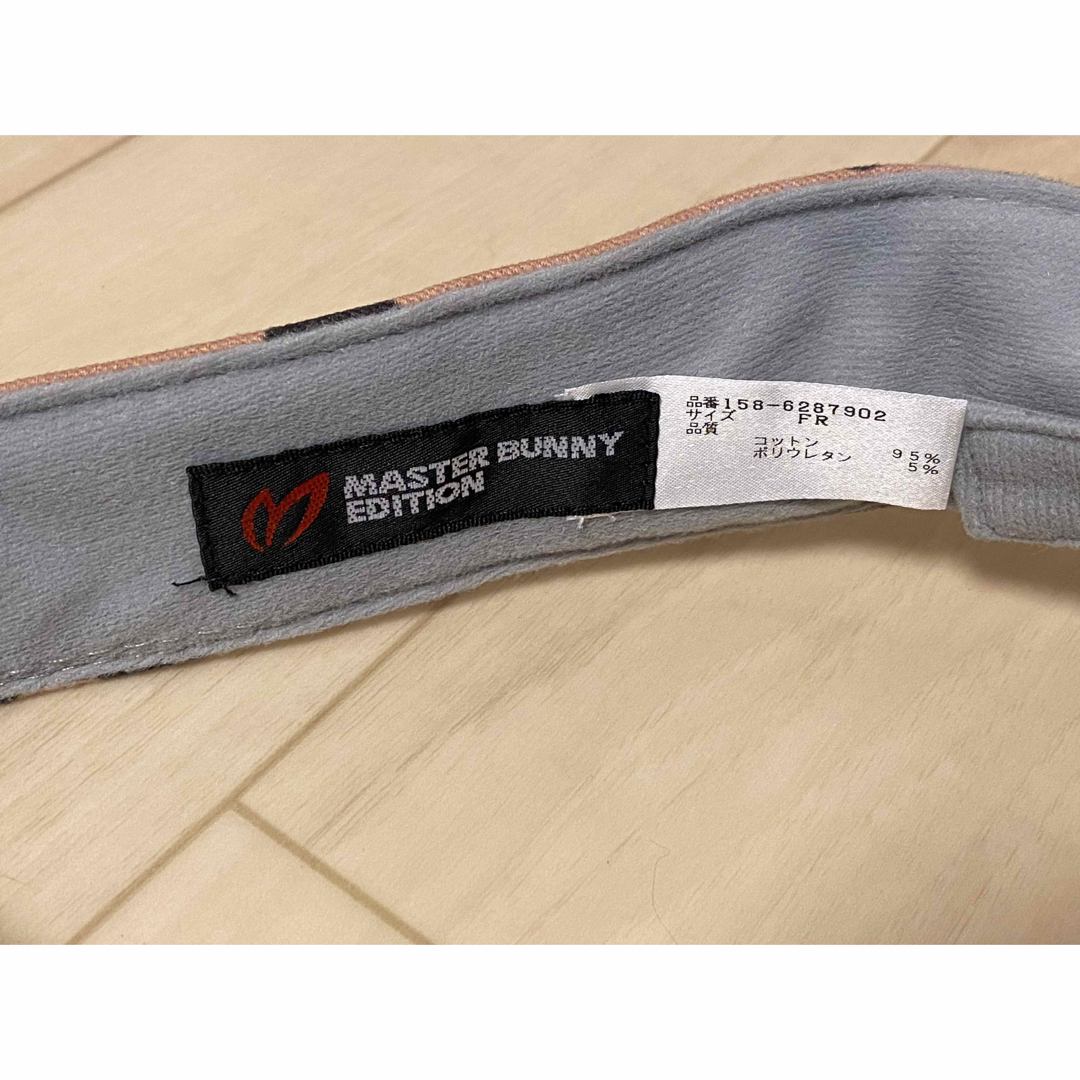 MASTER BUNNY
EDITION
品番158-6287902
サイズ FR
品質
コットン 95%
ポリウレタン 5%